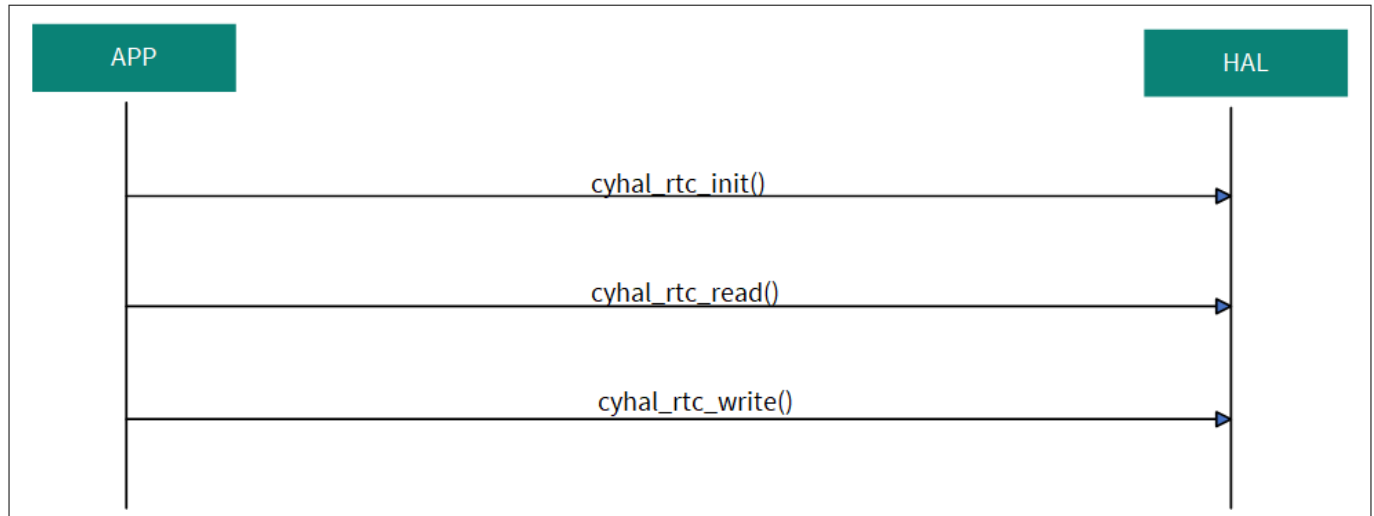 APP
HAL
cyhal_rtc_init()
cyhal_rtc_read()
cyhal_rtc_write()